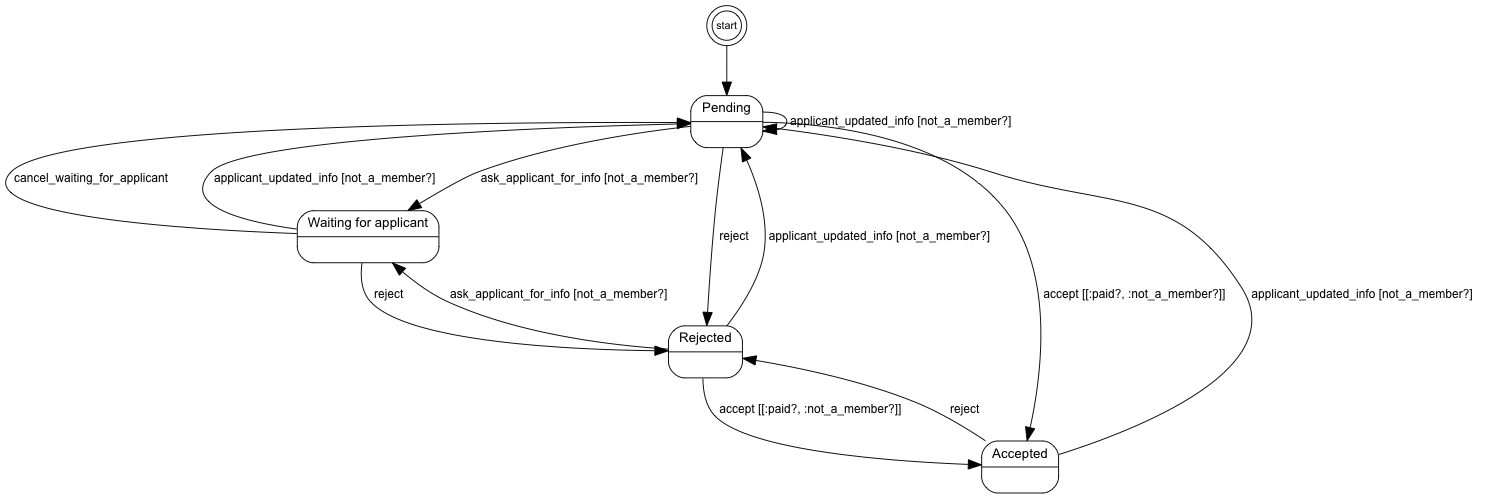 start
Pending
applicant_updated_info [not_a_member?]
cancel_waiting_for_applicant
applicant_updated_info [not_a_member?]
ask_applicant_for_info [not_a_member?]
Waiting for applicant
reject
applicant_updated_info [not_a_member?]
reject
ask_applicant_for_info [not_a_member?]
accept [[:paid?, :not_a_member?]]
applicant_updated_info [not_a_member?]
Rejected
accept [[:paid?, :not_a_member?]]
reject
Accepted